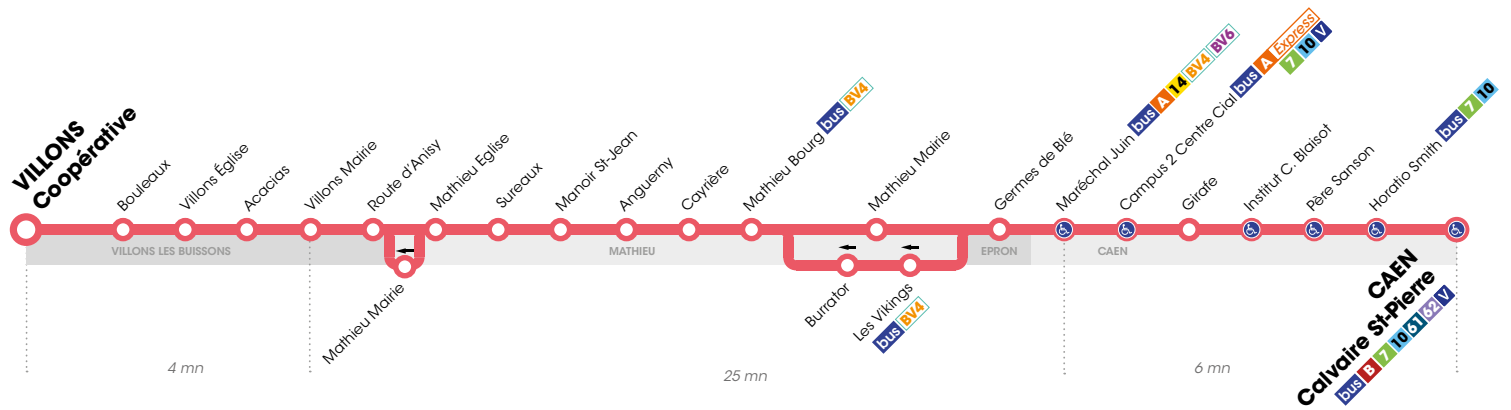 VILLONS
Coopérative
Bouleaux
Villons Église
Acacias
Villons Mairie
Route d'Anisy
Mathieu Eglise
Sureaux
Manoir St-Jean
Anguerny
Cayrière
Mathieu Bourg bus BV4
Mathieu Mairie
Germes de Blé
Maréchal Juin bus A 14 BV4 BV6
Campus 2 Centre Cial bus A Express
7 10 V
Girafe
Institut C. Blaisot
Père Sanson
Horatio Smith bus 7 10
VILLONS LES BUISSONS
MATHIEU
EPRON
CAEN
Mathieu Mairie
Burrator
Les Vikings
bus BV4
CAEN
Calvaire St-Pierre
bus B 7 10 61 62 V
4 mn
25 mn
6 mn